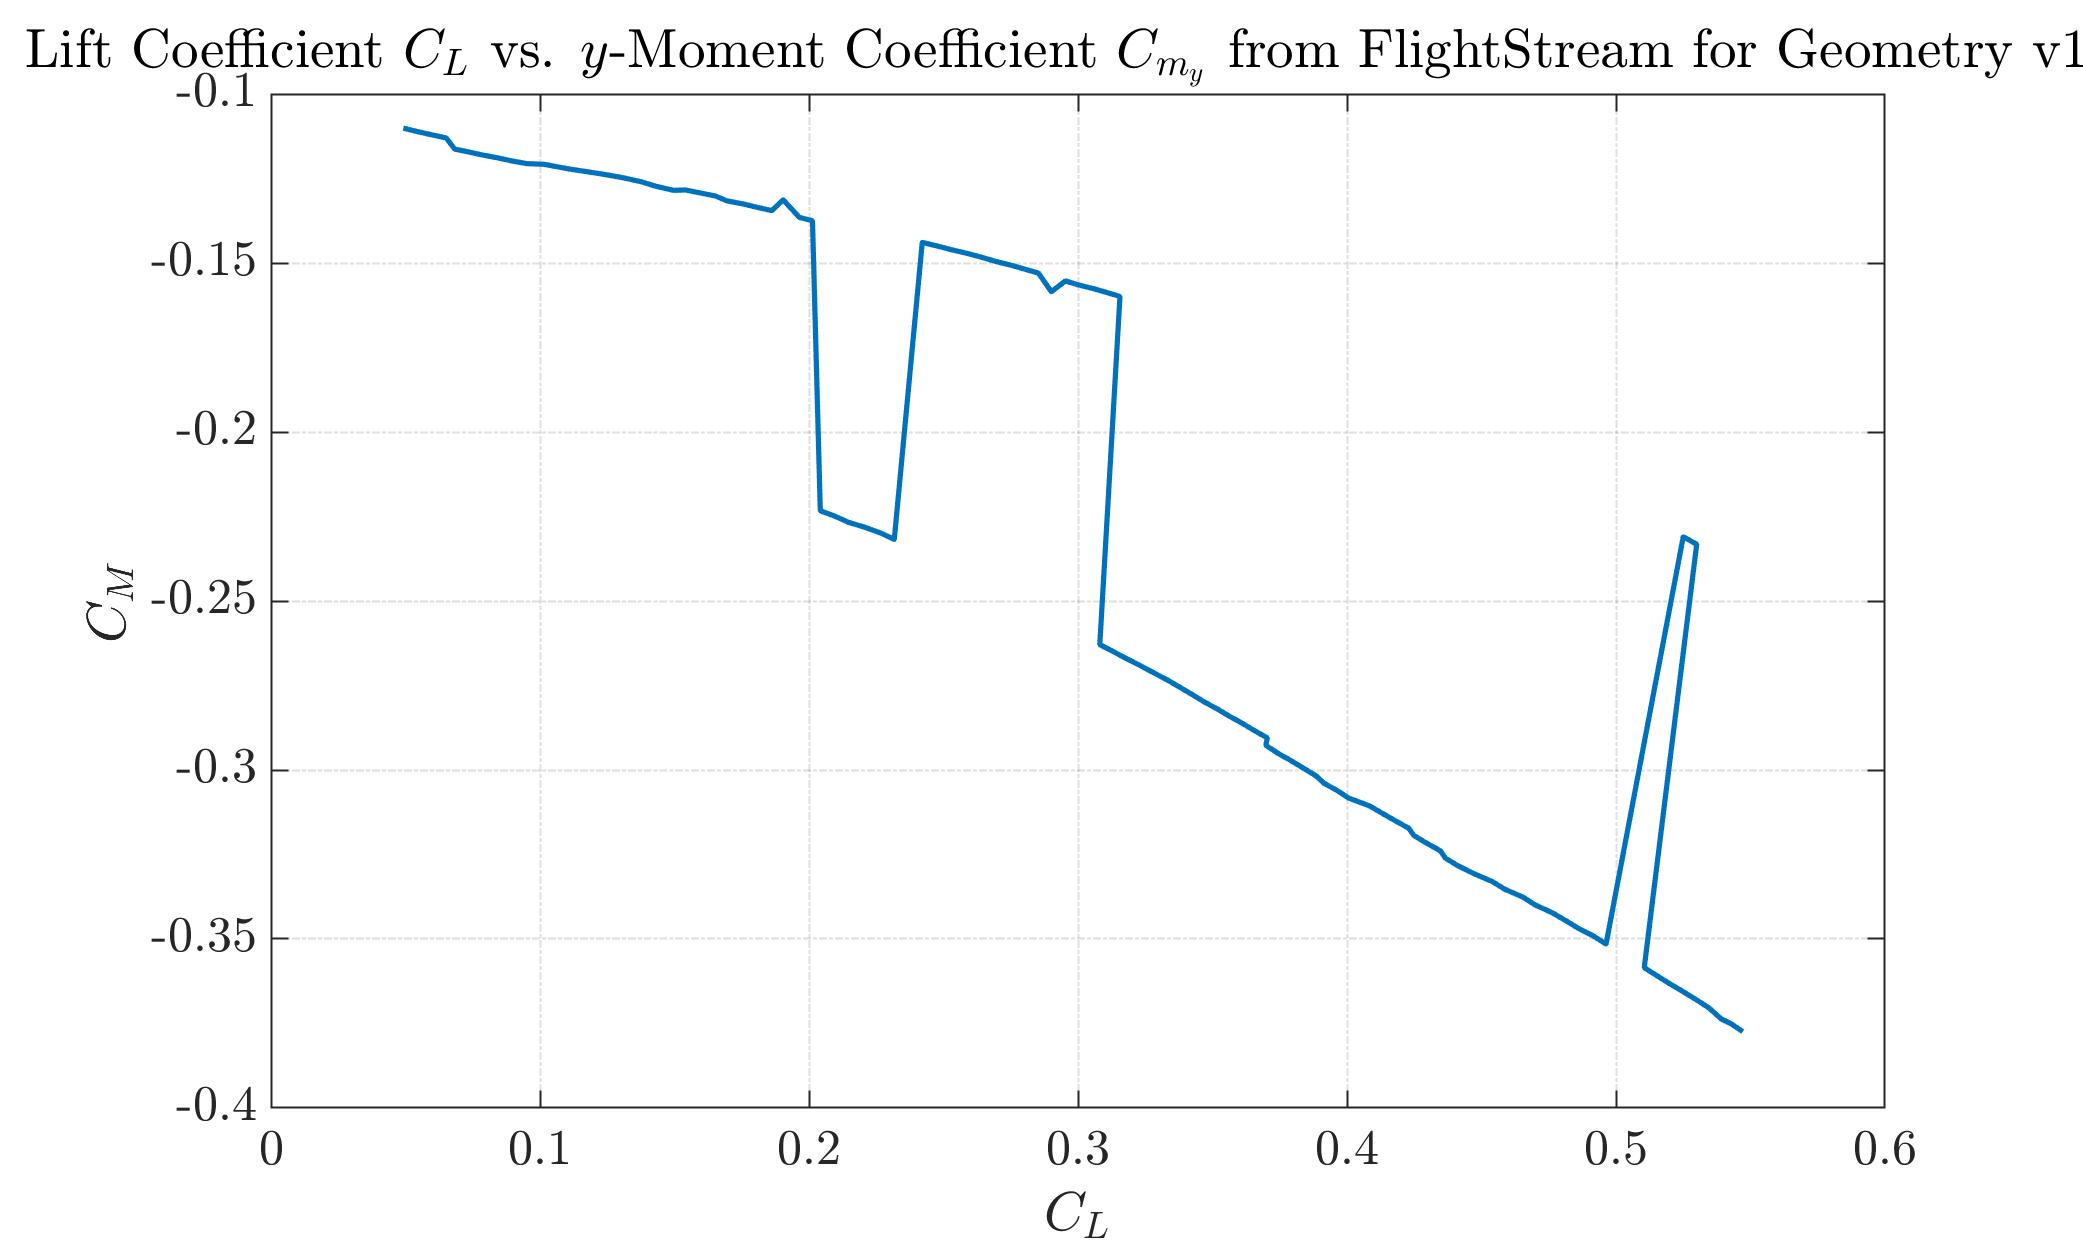 Lift Coefficient C_L vs. y-Moment Coefficient C_{m_y} from FlightStream for Geometry v1
-0.1
-0.15
-0.2
-0.25
-0.3
-0.35
-0.4
C_M
0 0.1 0.2 0.3 0.4 0.5 0.6
C_L